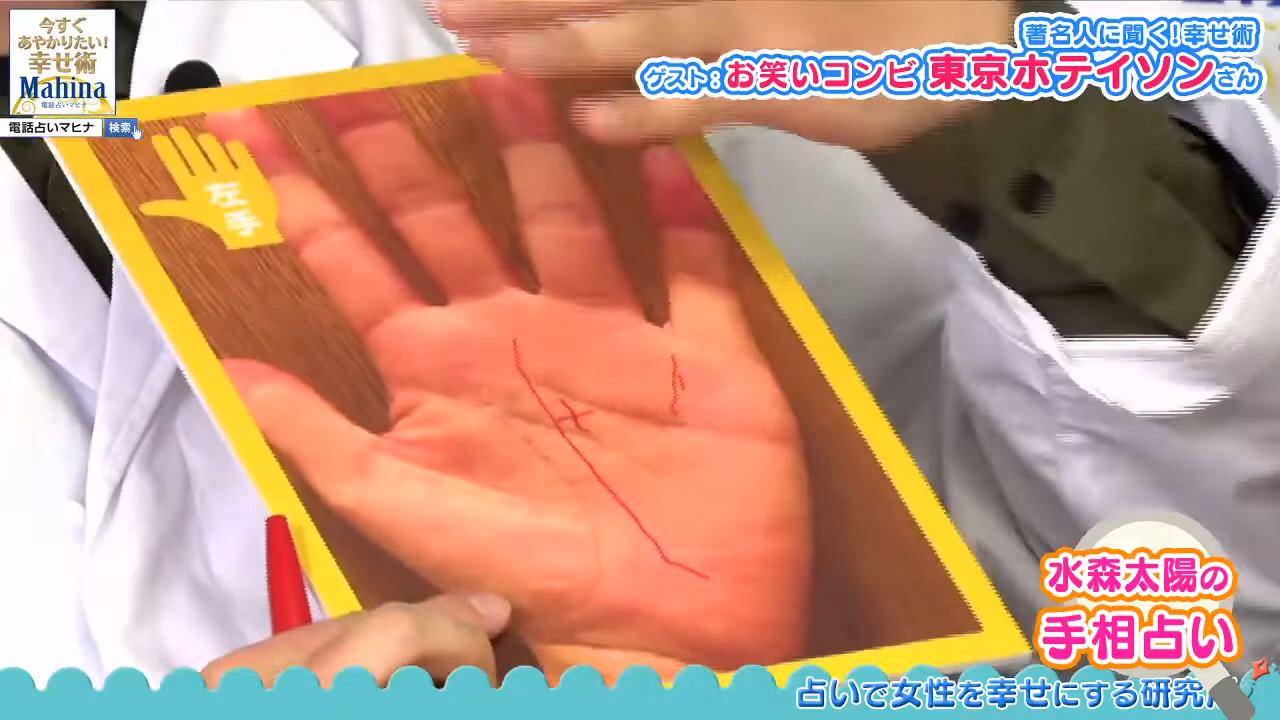 今すぐ
あやかりたい!
幸せ術
Mahina
電話占いマヒナ
電話占いマヒナ 検索
著名人に聞く!幸せ術
ゲスト:お笑いコンビ 東京ホテイソンさん
左手
水森太陽の
手相占い
占いで女性を幸せにする研究